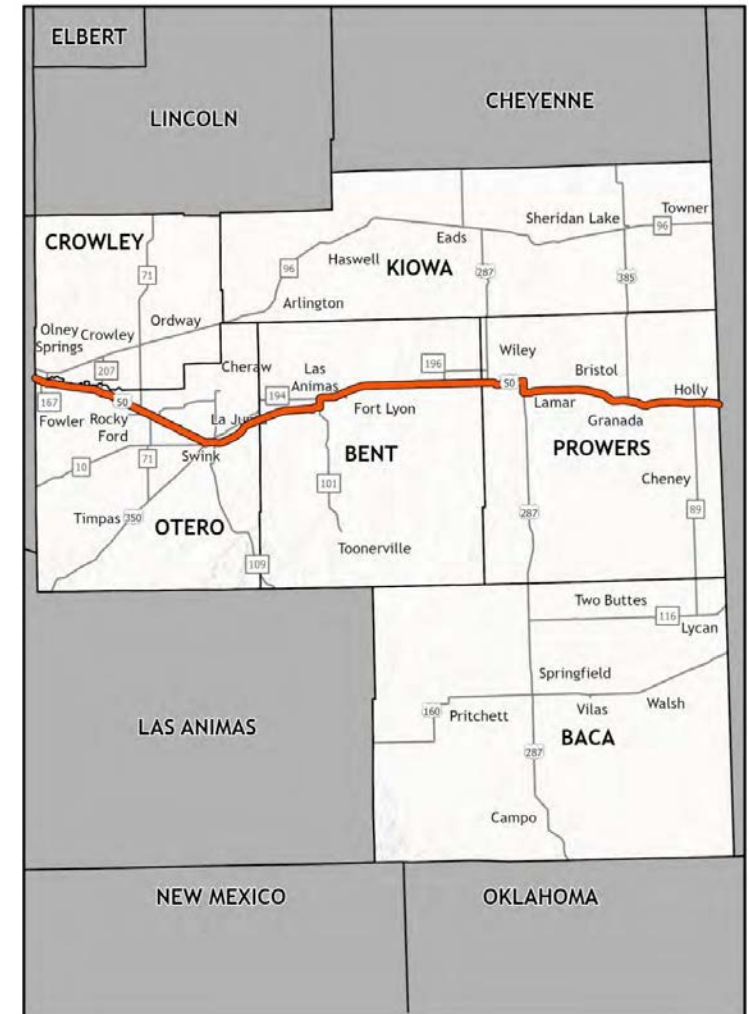 ELBERT
LINCOLN
CHEYENNE
CROWLEY
71
Sheridan Lake
Towner
96
Eads
Haswell
KIOWA
96
287
385
Arlington
Ordway
Olney
Springs
Crowley
207
Cheraw
Las
Animas
196
Wiley
Bristol
50
194
Holly
167
50
Fowler
Rocky
Ford
La Ju
Fort Lyon
Lamar
Granada
Swink
BENT
PROWERS
10
71
101
Cheney
287
89
Timpas
350
OTERO
Toonerville
109
Two Buttes
116
Lycan
Springfield
LAS ANIMAS
160
Pritchett
Vilas
Walsh
BACA
287
Campo
NEW MEXICO
OKLAHOMA